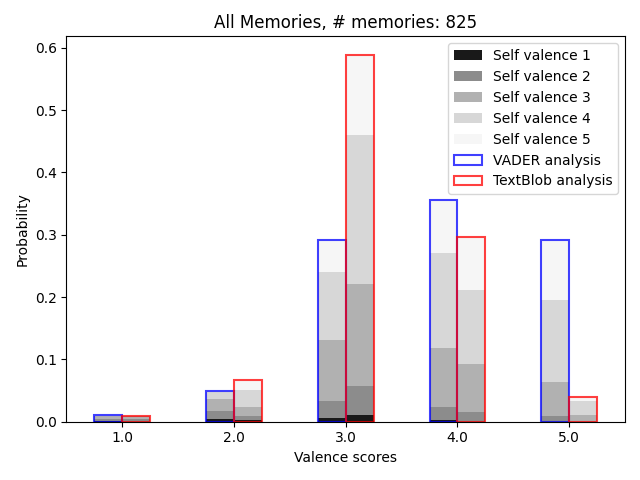 All Memories, # memories: 825
Self valence 1
Self valence 2
Self valence 3
Self valence 4
Self valence 5
VADER analysis
TextBlob analysis
Probability
0.6
0.5
0.4
0.3
0.2
0.1
0.0
1.0 2.0 3.0 4.0 5.0
Valence scores